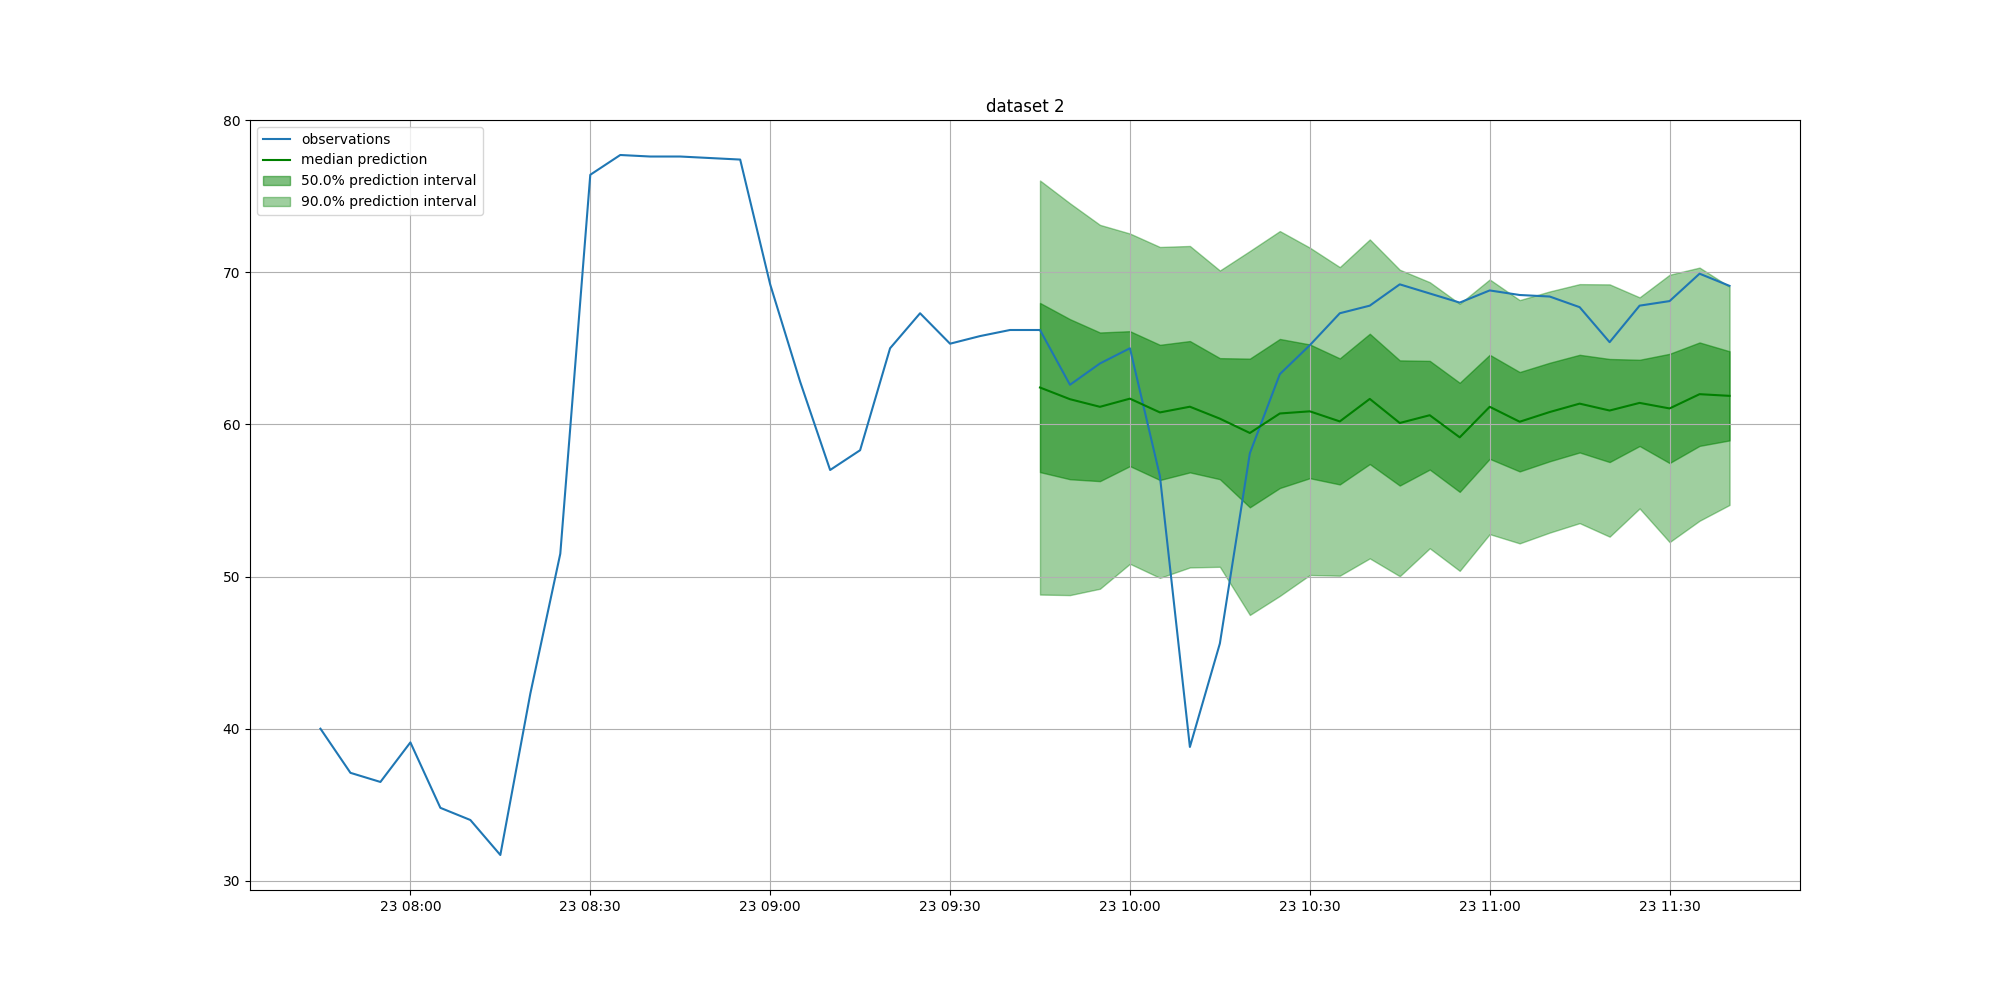 dataset 2
observations
median prediction
50.0% prediction interval
90.0% prediction interval
80
70
60
50
40
30
23 08:00
23 08:30
23 09:00
23 09:30
23 10:00
23 10:30
23 11:00
23 11:30